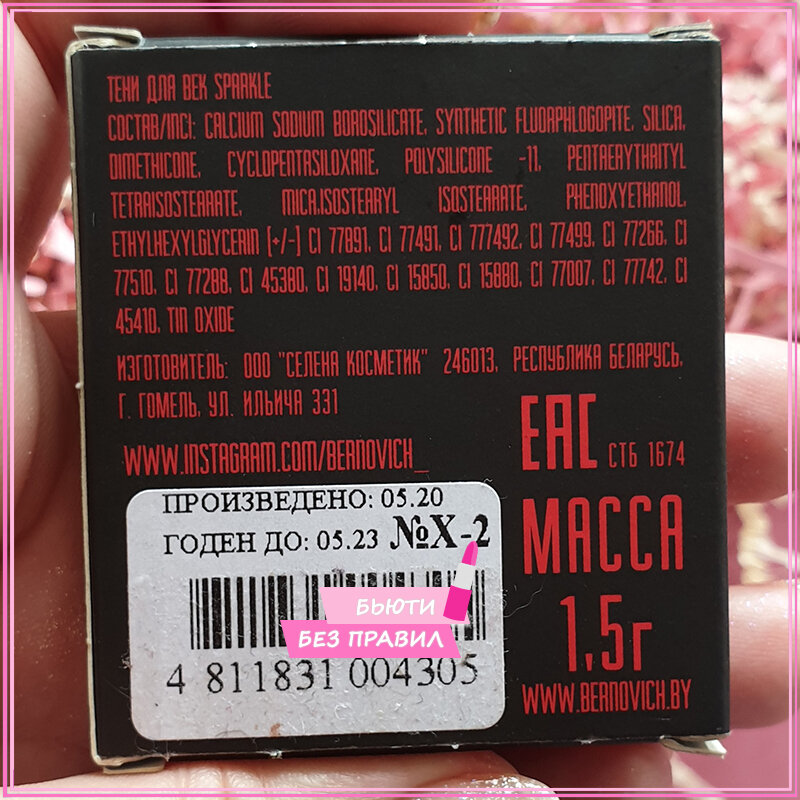 ТЕНИ ДЛЯ ВЕК SPARKLE
СОСТАВ/INCI: CALCIUM SODIUM BOROSILICATE, SYNTHETIC FLUORPHLOGOPITE, SILICA,
DIMETHICONE, CYCLOPENTASILOXANE, POLYSILICONE -11, PENTAERYTHRITYL
TETRAISOSTEARATE, MICA,ISOSTEARYL ISOSTEARATE, PHENOXYETHANOL,
ETHYLHEXYLGLYCERIN (+/-) CI 77891, CI 77491, CI 777492, CI 77499, CI 77266, CI
77510, CI 77288, CI 45380, CI 19140, CI 15850, CI 15880, CI 77007, CI 77742, CI
45410, TIN OXIDE
ИЗГОТОВИТЕЛЬ: ООО "СЕЛЕНА КОСМЕТИК" 246013, РЕСПУБЛИКА БЕЛАРУСЬ,
Г. ГОМЕЛЬ, УЛ. ИЛЬИЧА 331
WWW.INSTAGRAM.COM/BERNOVICH_
EAC
СТБ 1674
ПРОИЗВЕДЕНО: 05.20
ГОДЕН ДО: 05.23 №X-2
БЬЮТИ
БЕЗ ПРАВИЛ
4 811831 004305
МАССА
1,5г
WWW.BERNOVICH.BY